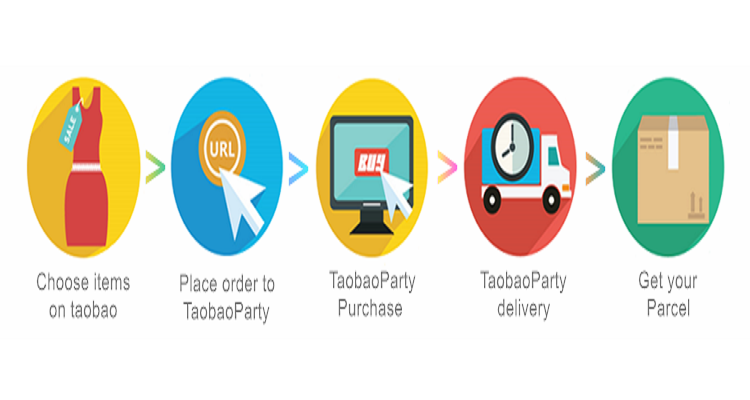 SALE
URL
BUY
Choose items
on taobao
Place order to
TaobaoParty
TaobaoParty
Purchase
TaobaoParty
delivery
Get your
Parcel